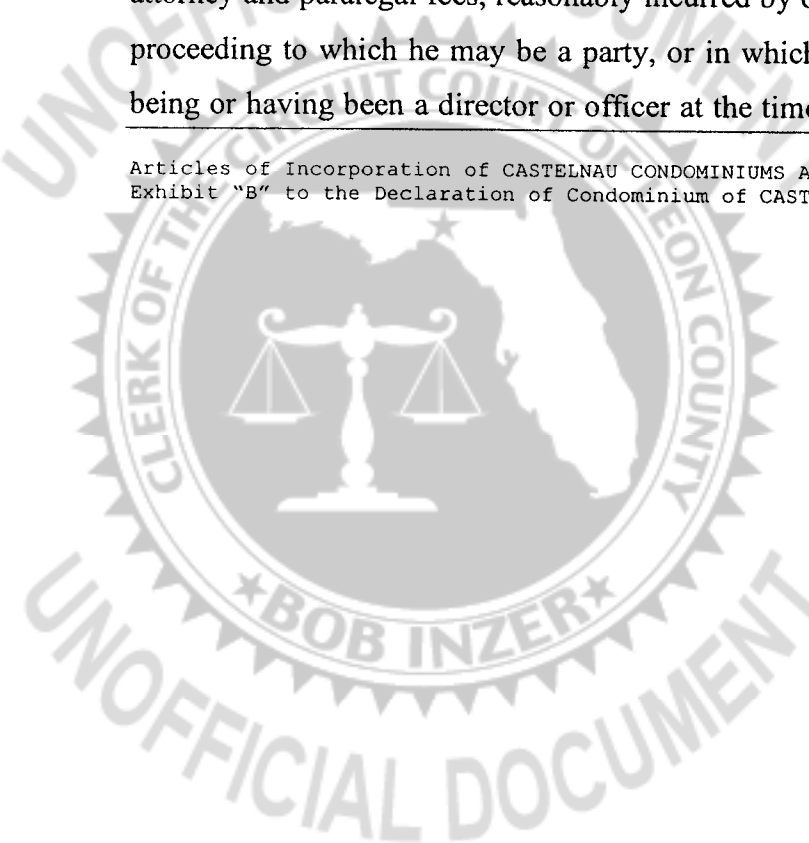 attorney and paralegal fees, reasonably incurred by
proceeding to which he may be a party, or in which
being or having been a director or officer at the time
Articles of Incorporation of CASTELNAU CONDOMINIUMS A
Exhibit "B" to the Declaration of Condominium of CAST
CLERK OF THE CIRCUIT COURT LEON COUNTY
★BOB INZER★
UNOFFICIAL DOCUMENT